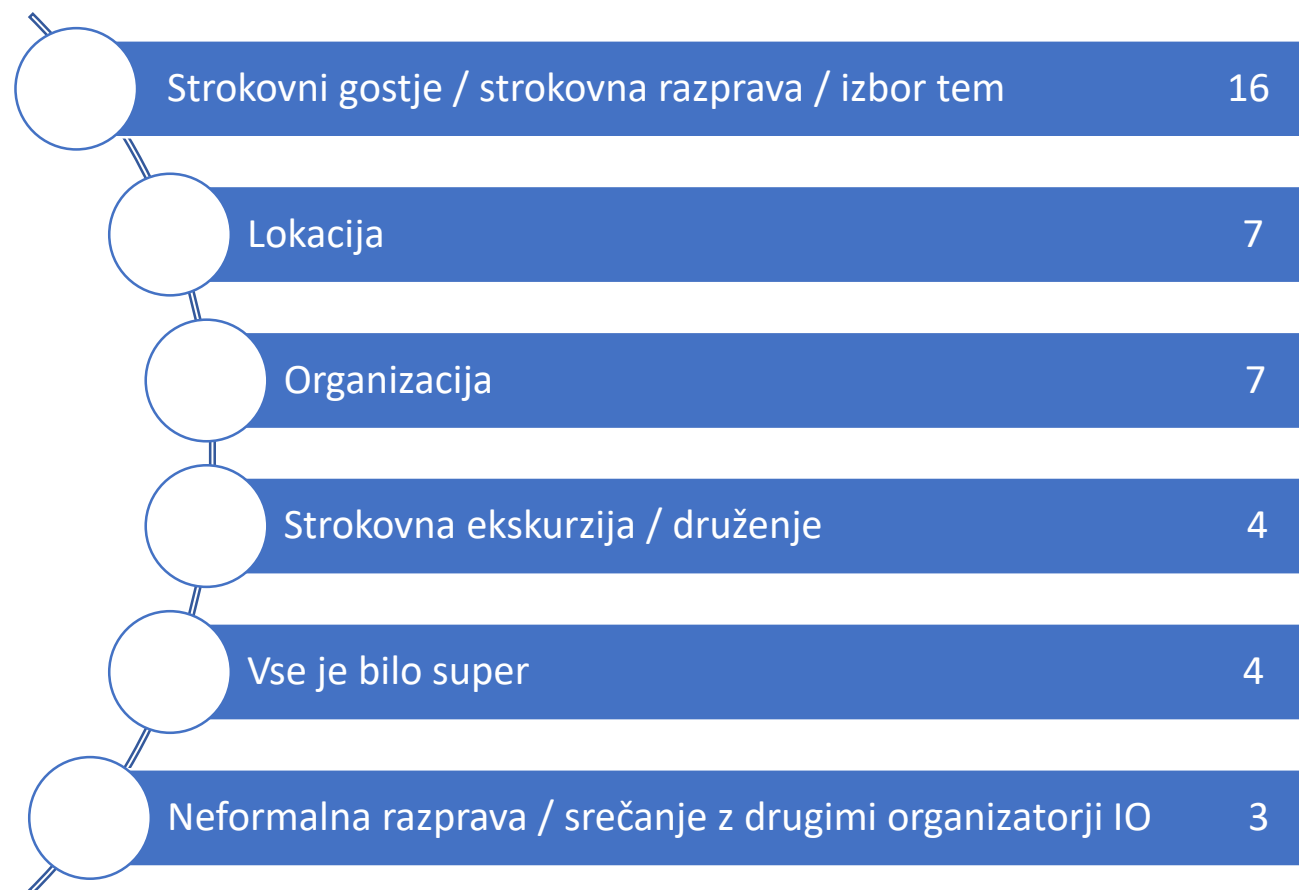 Strokovni gostje / strokovna razprava / izbor tem 16
Lokacija 7
Organizacija 7
Strokovna ekskurzija / druženje 4
Vse je bilo super 4
Neformalna razprava / srečanje z drugimi organizatorji IO 3